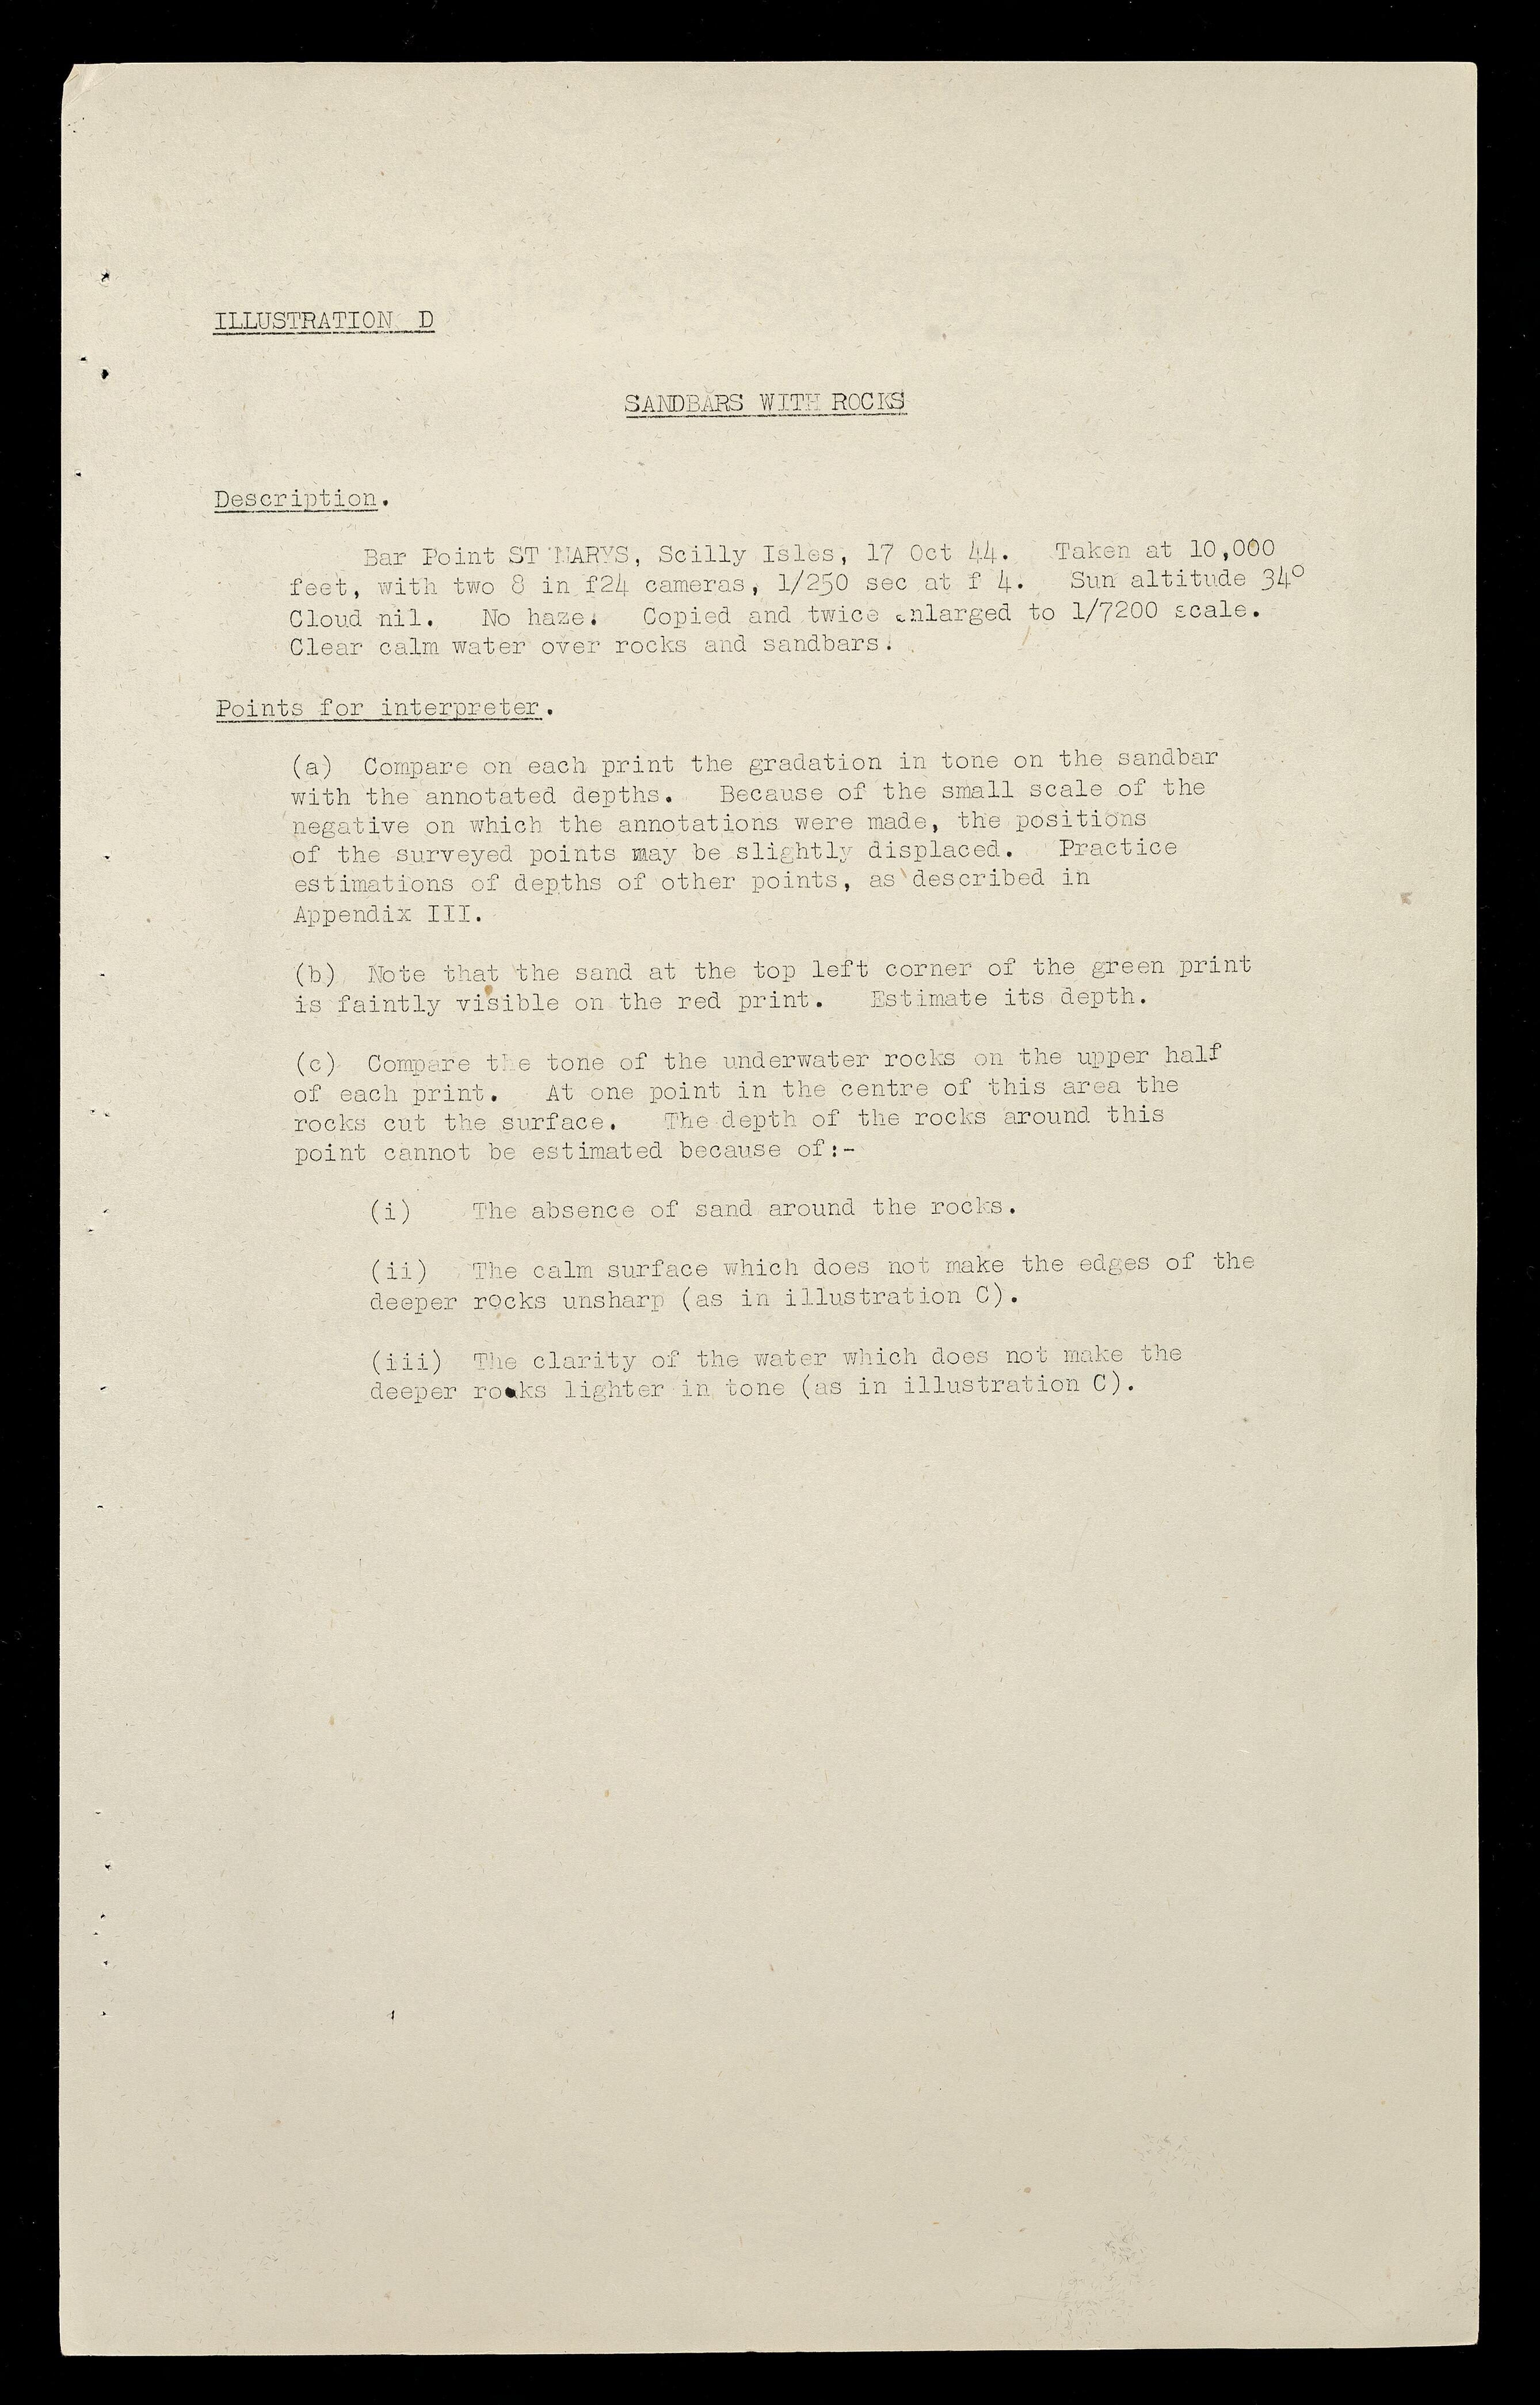 ILLUSTRATION D
SANDBARS WITH ROCKS
Description.
Bar Point ST MARYS, Scilly Isles, 17 Oct 44. Taken at 10,000
feet, with two 8 in f24 cameras, 1/250 sec at f 4. Sun altitude 34°
Cloud nil. No haze. Copied and twice enlarged to 1/7200 scale.
Clear calm water over rocks and sandbars.
Points for interpreter.
(a) Compare on each print the gradation in tone on the sandbar
with the annotated depths. Because of the small scale of the
negative on which the annotations were made, the positions
of the surveyed points may be slightly displaced. Practice
estimations of depths of other points, as described in
Appendix III.
(b) Note that the sand at the top left corner of the green print
is faintly visible on the red print. Estimate its depth.
(c) Compare the tone of the underwater rocks on the upper half
of each print. At one point in the centre of this area the
rocks cut the surface. The depth of the rocks around this
point cannot be estimated because of:-
(i) The absence of sand around the rocks.
(ii) The calm surface which does not make the edges of the
deeper rocks unsharp (as in illustration C).
(iii) The clarity of the water which does not make the
deeper rocks lighter in tone (as in illustration C).